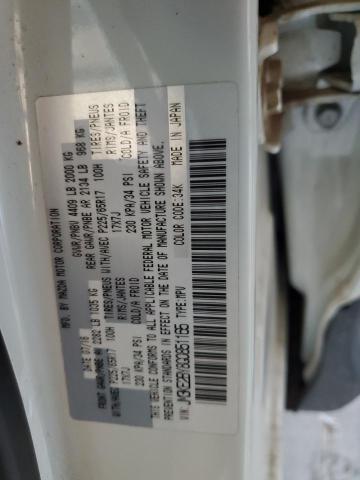 MFD. BY MAZDA MOTOR CORPORATION
DATE 07/16 GVWR/PNBV 4409 LB 2000 KG
FRONT GAWR/PNBE AV 2282 LB 1035 KG REAR GAWR/PNBE AR 2134 LB 968 KG
WITH/AVEC P225/65R17 100H TIRES/PNEUS WITH/AVEC P225/65R17 100H TIRES/PNEUS
17X7J RIMS/JANTES 17X7J RIMS/JANTES
230 KPA/34 PSI COLD/A FROID 230 KPA/34 PSI COLD/A FROID
THIS VEHICLE CONFORMS TO ALL APPLICABLE FEDERAL MOTOR VEHICLE SAFETY AND THEFT
PREVENTION STANDARDS IN EFFECT ON THE DATE OF MANUFACTURE SHOWN ABOVE.
TYPE:MPV COLOR CODE:34K MADE IN JAPAN